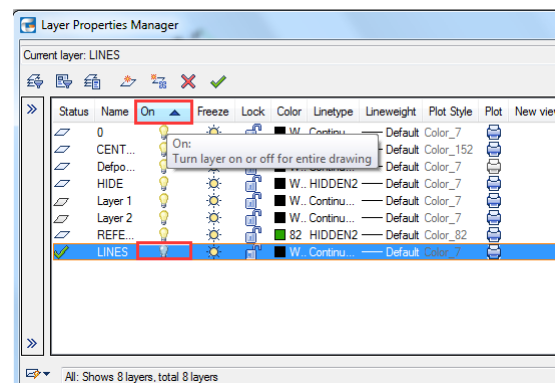 Layer Properties Manager
Current layer: LINES
Status Name On Freeze Lock Color Linetype Lineweight Plot Style Plot New view
0 W.. Continu... Default Color_7
CENT... Default Color_152
Defpo... Default Color_7
On:
Turn layer on or off for entire drawing
HIDE W.. HIDDEN2 Default Color_7
Layer 1 W.. Continu... Default Color_7
Layer 2 W.. Continu... Default Color_7
REFE... 82 HIDDEN2 Default Color_82
LINES W.. Continu... Default Color_7
All: Shows 8 layers, total 8 layers